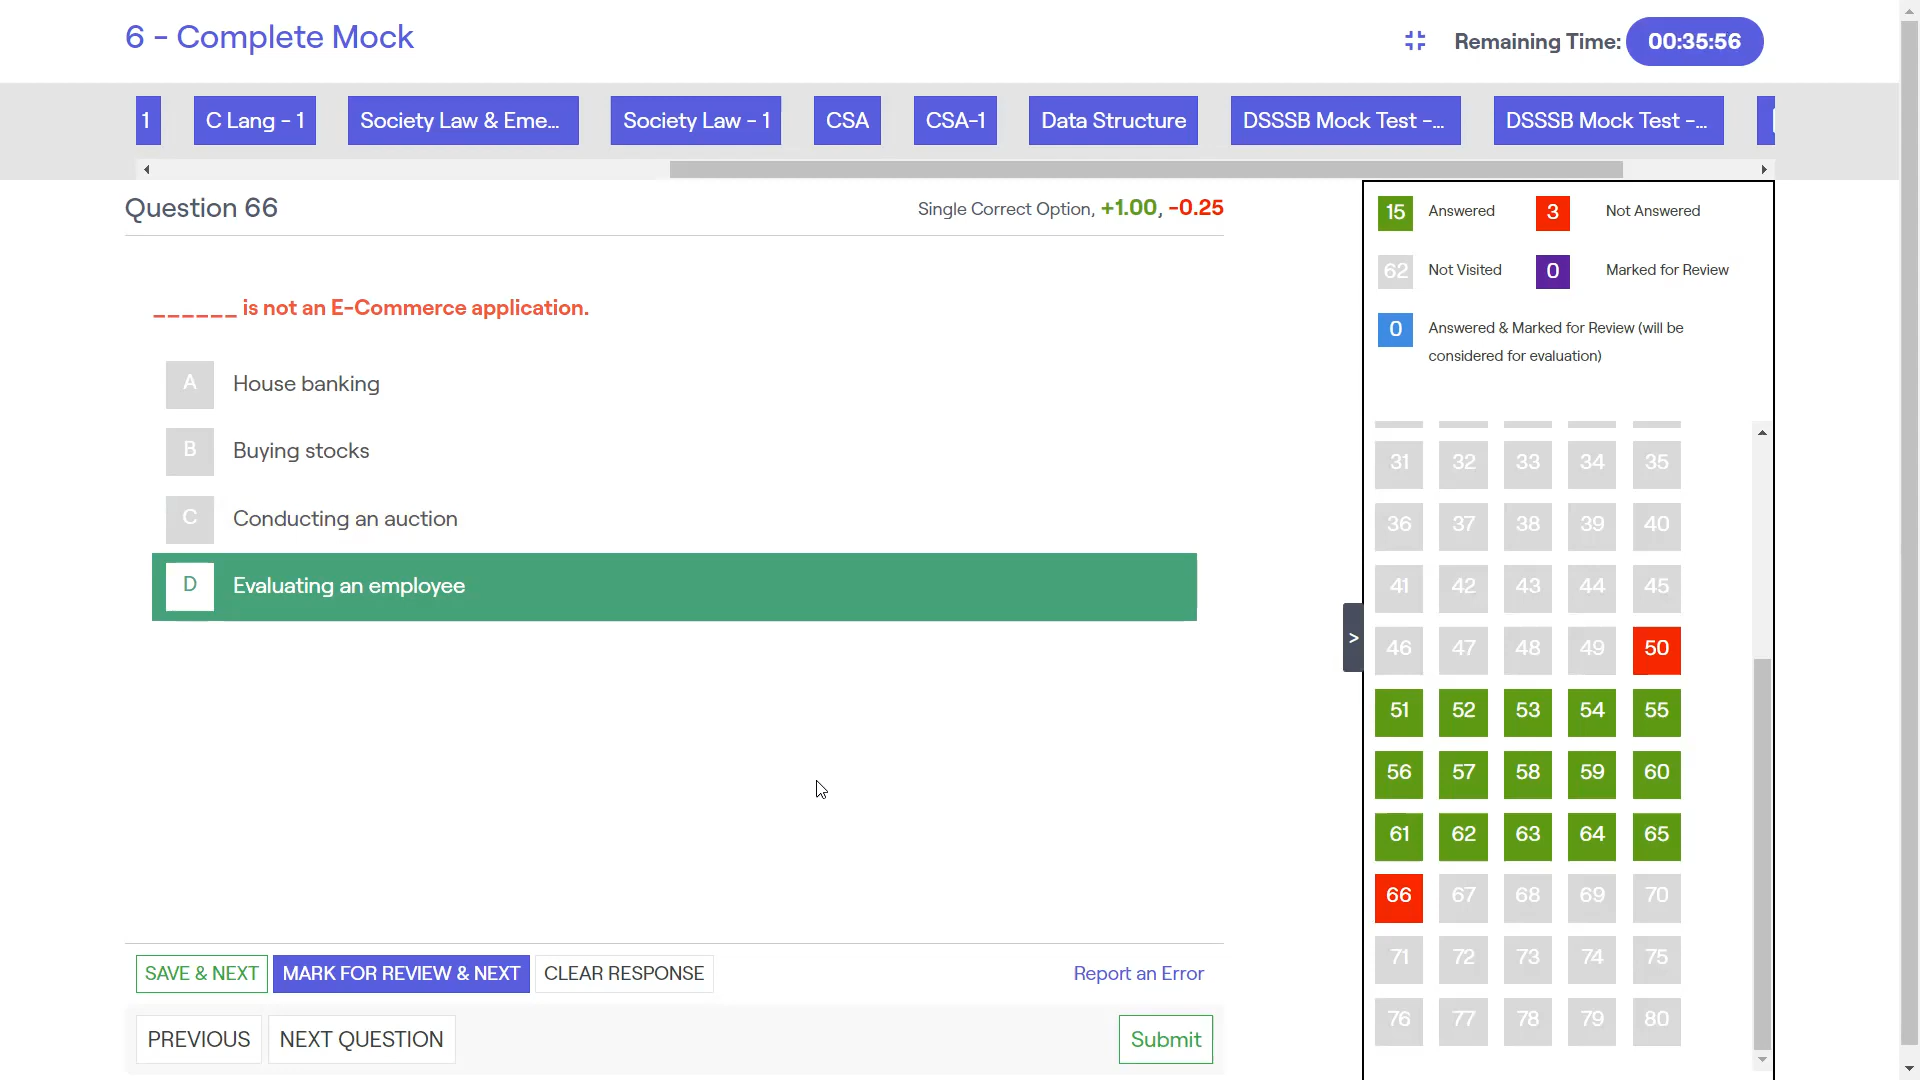 6 - Complete Mock
Remaining Time: 00:35:56
1
C Lang - 1
Society Law & Eme...
Society Law - 1
CSA
CSA-1
Data Structure
DSSSB Mock Test -...
DSSSB Mock Test -...
Question 66
Single Correct Option, +1.00, -0.25
______ is not an E-Commerce application.
A House banking
B Buying stocks
C Conducting an auction
D Evaluating an employee
SAVE & NEXT
MARK FOR REVIEW & NEXT
CLEAR RESPONSE
Report an Error
PREVIOUS
NEXT QUESTION
Submit
15 Answered
3 Not Answered
62 Not Visited
0 Marked for Review
0 Answered & Marked for Review (will be
considered for evaluation)
>
31 32 33 34 35
36 37 38 39 40
41 42 43 44 45
46 47 48 49 50
51 52 53 54 55
56 57 58 59 60
61 62 63 64 65
66 67 68 69 70
71 72 73 74 75
76 77 78 79 80